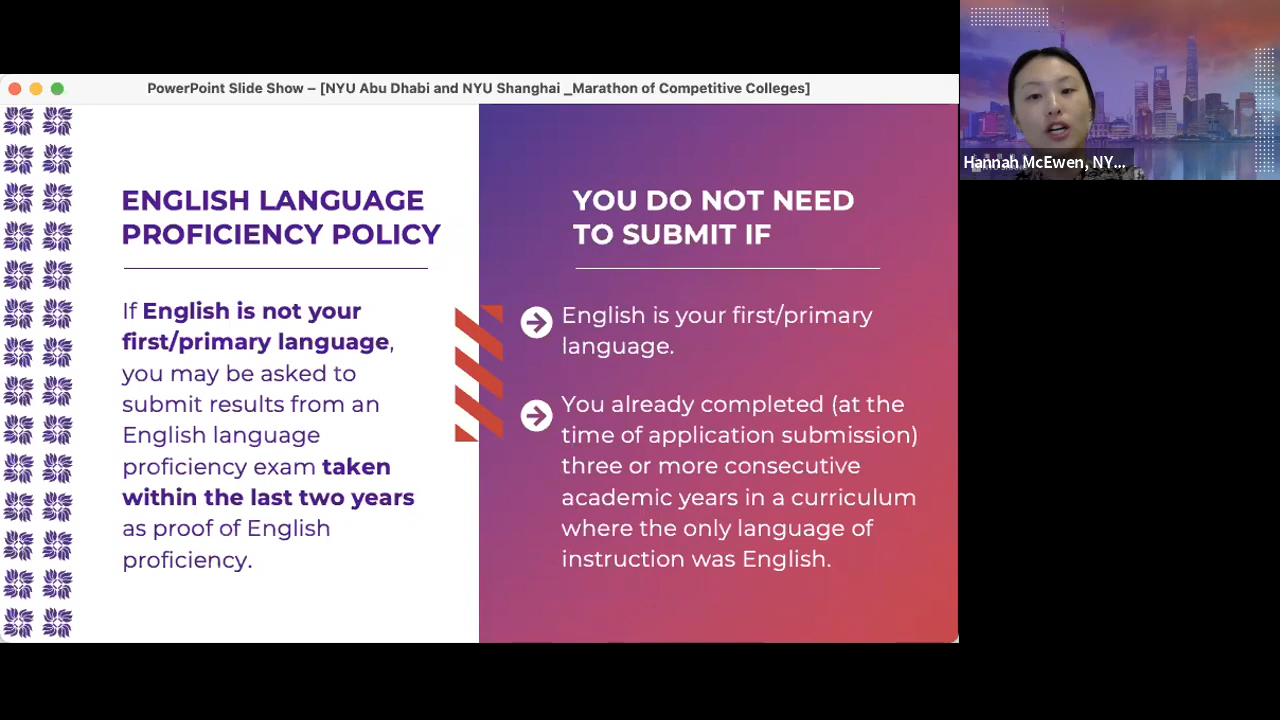 PowerPoint Slide Show – [NYU Abu Dhabi and NYU Shanghai _Marathon of Competitive Colleges]
ENGLISH LANGUAGE
PROFICIENCY POLICY
If English is not your
first/primary language,
you may be asked to
submit results from an
English language
proficiency exam taken
within the last two years
as proof of English
proficiency.
YOU DO NOT NEED
TO SUBMIT IF
English is your first/primary
language.
You already completed (at the
time of application submission)
three or more consecutive
academic years in a curriculum
where the only language of
instruction was English.
Hannah McEwen, NY...